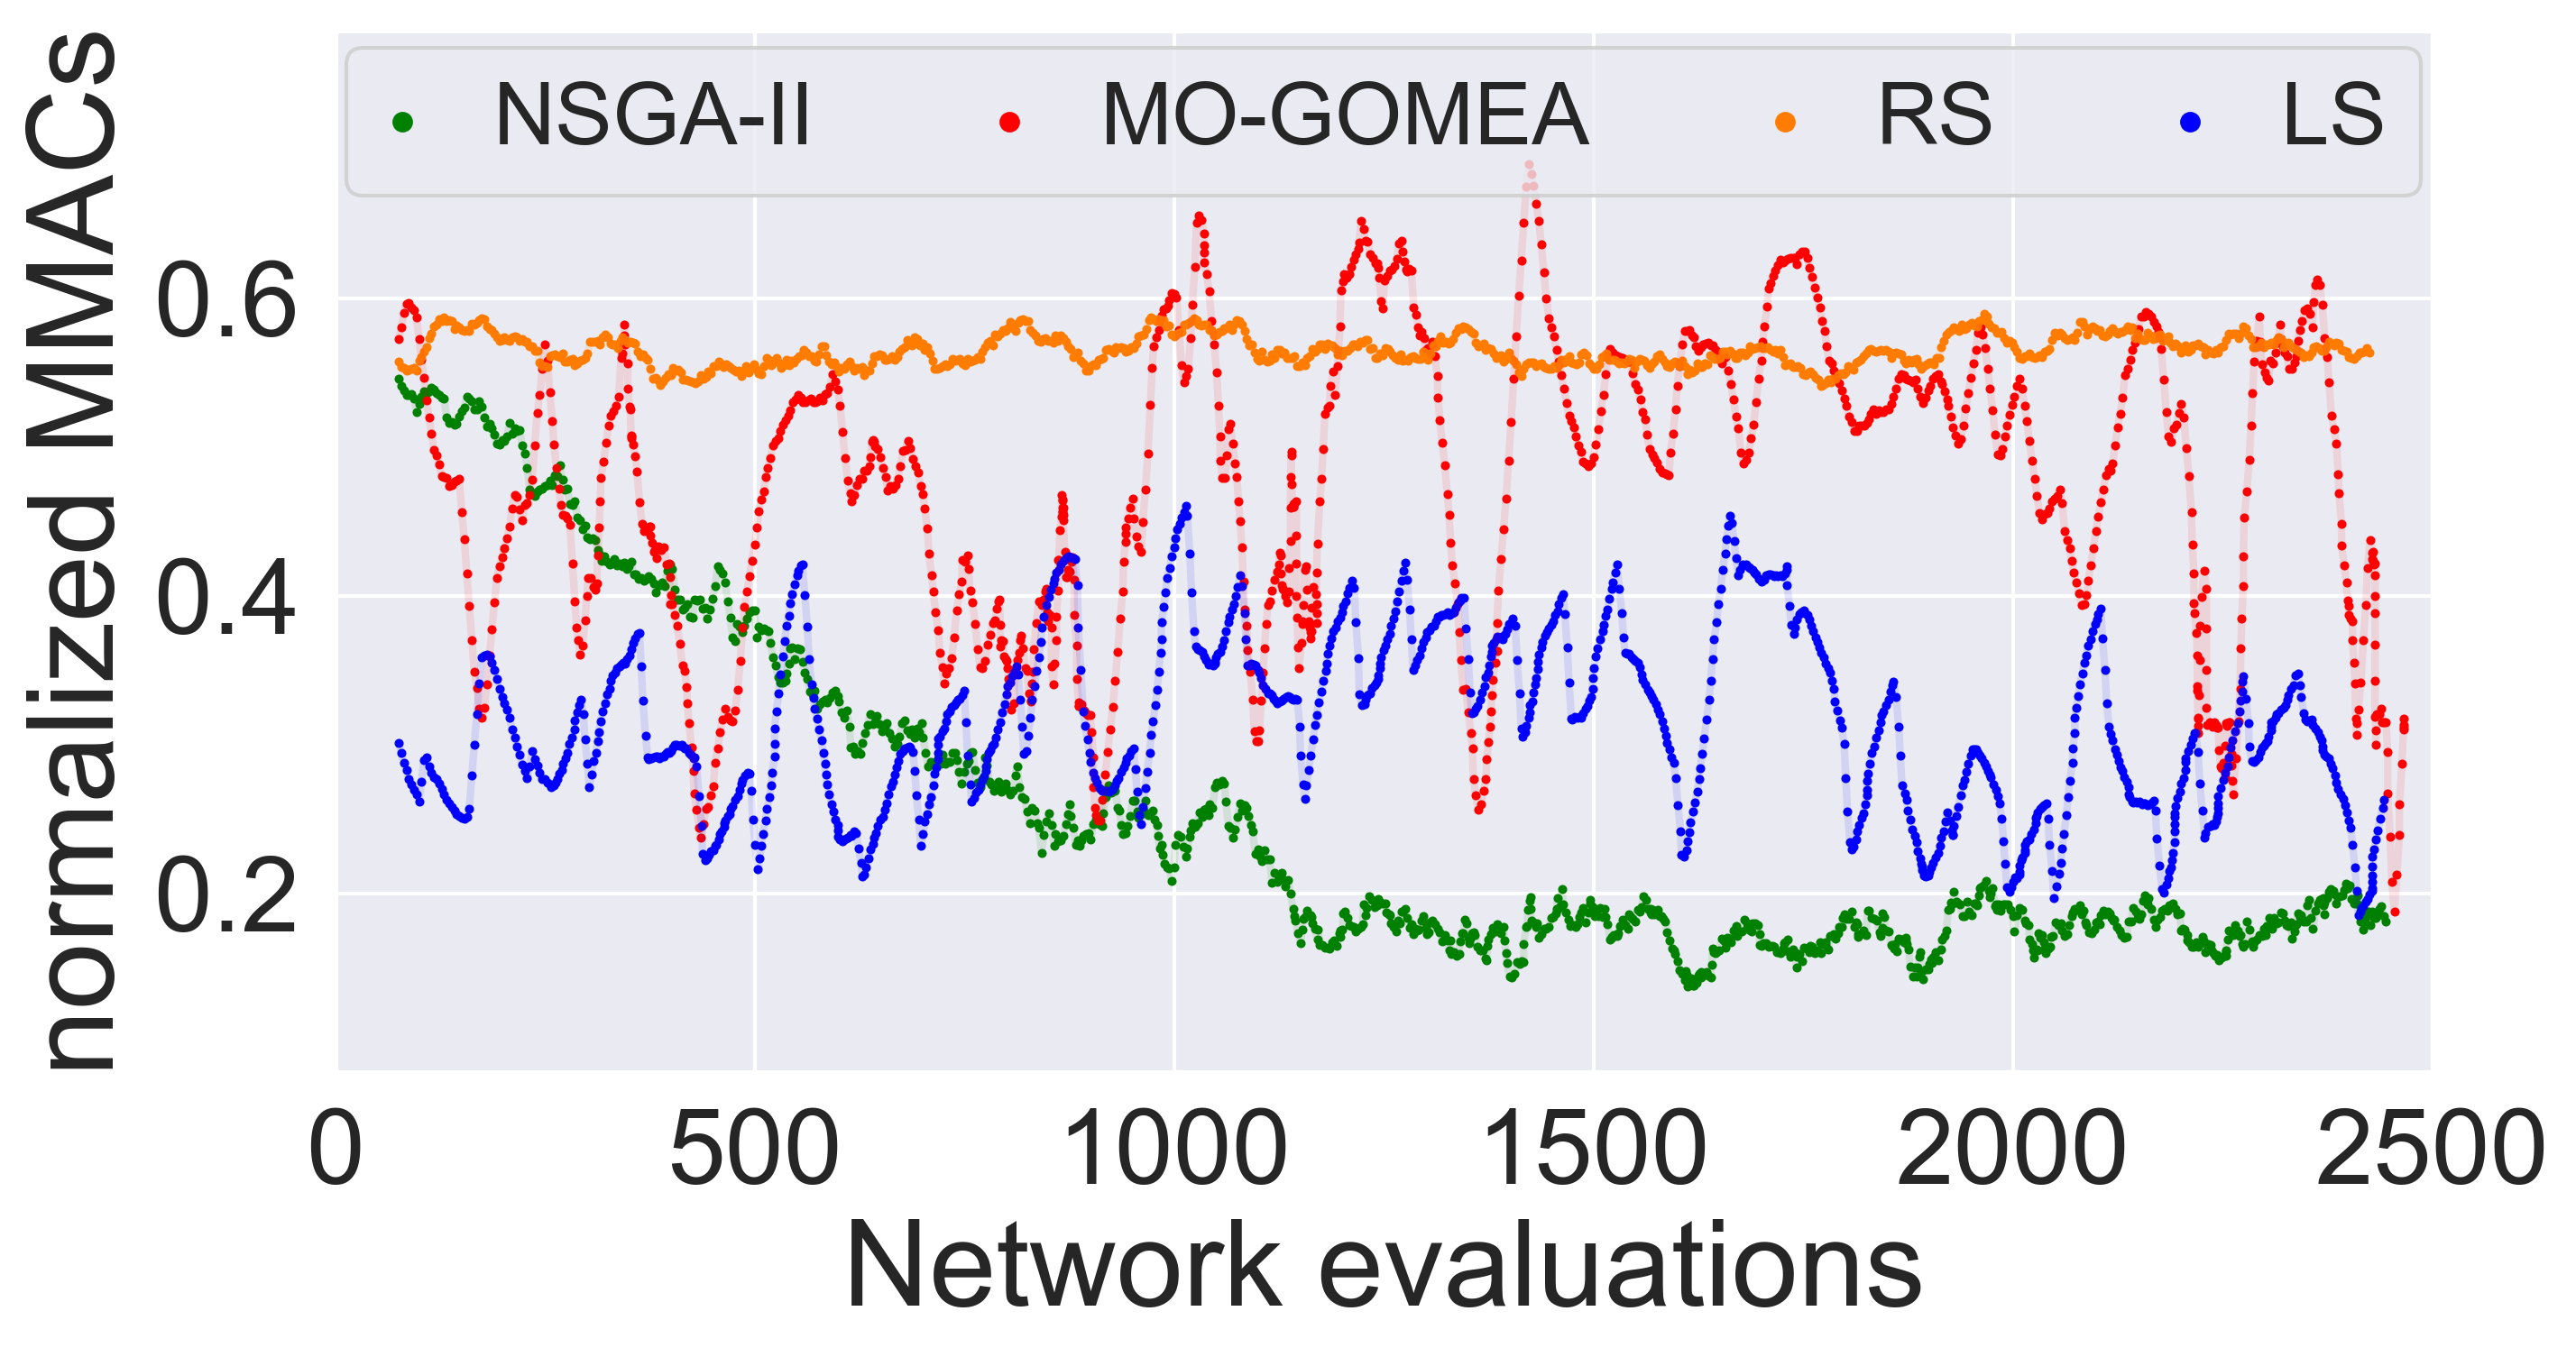 normalized MMACs
NSGA-II MO-GOMEA RS LS
0.6
0.4
0.2
0 500 1000 1500 2000 2500
Network evaluations